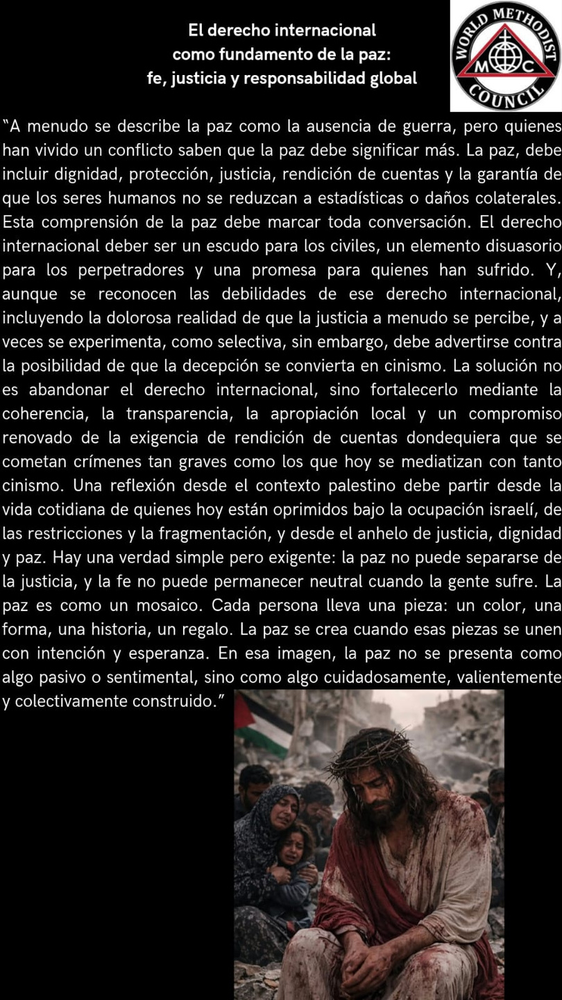 El derecho internacional
como fundamento de la paz:
fe, justicia y responsabilidad global
WORLD METHODIST
M C
COUNCIL
“A menudo se describe la paz como la ausencia de guerra, pero quienes
han vivido un conflicto saben que la paz debe significar más. La paz, debe
incluir dignidad, protección, justicia, rendición de cuentas y la garantía de
que los seres humanos no se reduzcan a estadísticas o daños colaterales.
Esta comprensión de la paz debe marcar toda conversación. El derecho
internacional deber ser un escudo para los civiles, un elemento disuasorio
para los perpetradores y una promesa para quienes han sufrido. Y,
aunque se reconocen las debilidades de ese derecho internacional,
incluyendo la dolorosa realidad de que la justicia a menudo se percibe, y a
veces se experimenta, como selectiva, sin embargo, debe advertirse contra
la posibilidad de que la decepción se convierta en cinismo. La solución no
es abandonar el derecho internacional, sino fortalecerlo mediante la
coherencia, la transparencia, la apropiación local y un compromiso
renovado de la exigencia de rendición de cuentas dondequiera que se
cometan crímenes tan graves como los que hoy se mediatizan con tanto
cinismo. Una reflexión desde el contexto palestino debe partir desde la
vida cotidiana de quienes hoy están oprimidos bajo la ocupación israelí, de
las restricciones y la fragmentación, y desde el anhelo de justicia, dignidad
y paz. Hay una verdad simple pero exigente: la paz no puede separarse de
la justicia, y la fe no puede permanecer neutral cuando la gente sufre. La
paz es como un mosaico. Cada persona lleva una pieza: un color, una
forma, una historia, un regalo. La paz se crea cuando esas piezas se unen
con intención y esperanza. En esa imagen, la paz no se presenta como
algo pasivo o sentimental, sino como algo cuidadosamente, valientemente
y colectivamente construido.”